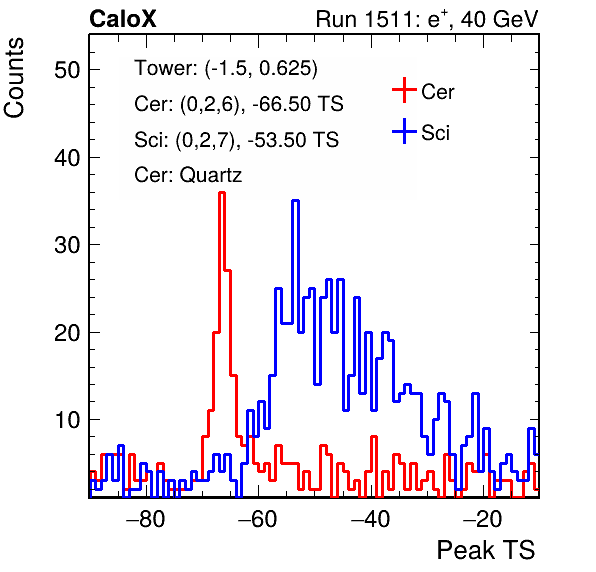 CaloX Run 1511: e+, 40 GeV
Counts
50
40
30
20
10
Tower: (-1.5, 0.625)
Cer: (0,2,6), -66.50 TS
Sci: (0,2,7), -53.50 TS
Cer: Quartz
Cer
Sci
−80 −60 −40 −20
Peak TS